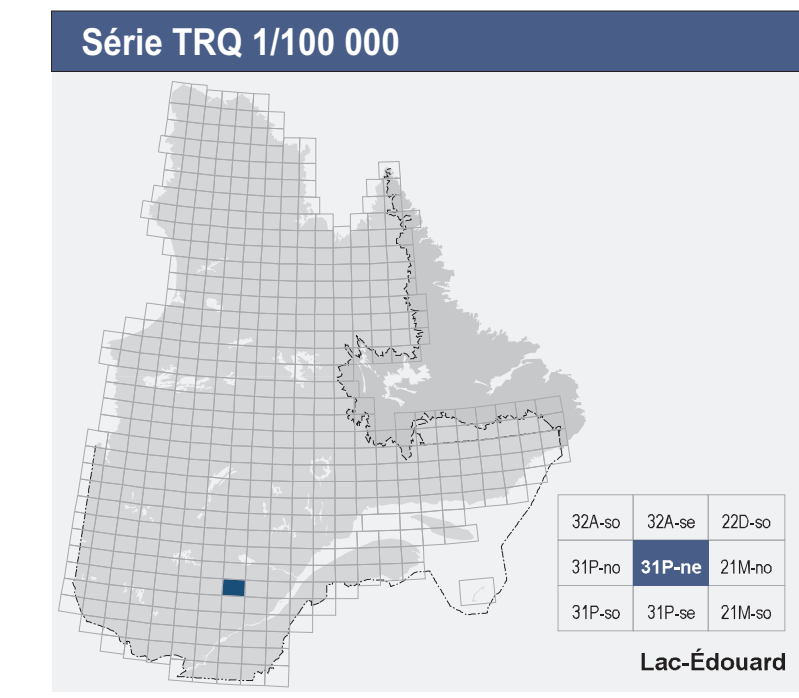 Série TRQ 1/100 000
32A-so 32A-se 22D-so
31P-no 31P-ne 21M-no
31P-so 31P-se 21M-so
Lac-Édouard